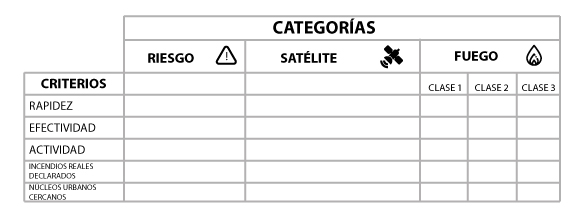 CATEGORÍAS
RIESGO SATÉLITE FUEGO
CRITERIOS CLASE 1 CLASE 2 CLASE 3
RAPIDEZ
EFECTIVIDAD
ACTIVIDAD
INCENDIOS REALES
DECLARADOS
NÚCLEOS URBANOS
CERCANOS